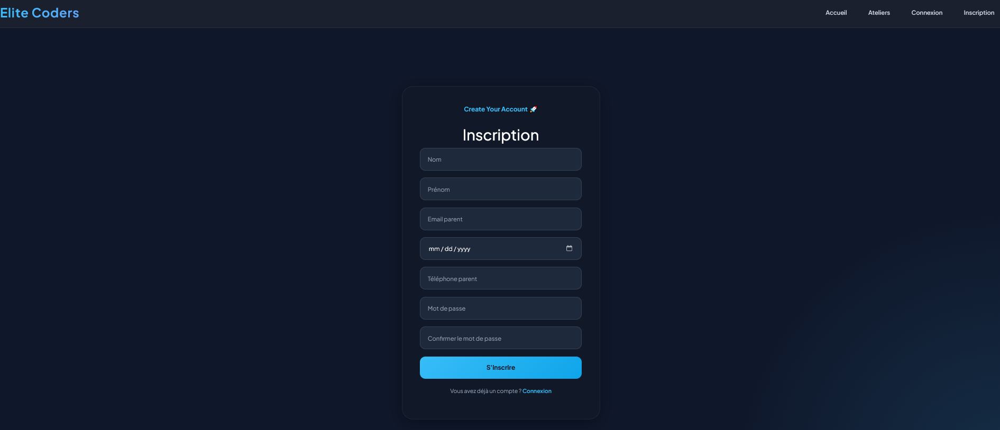 Elite Coders
Accueil Ateliers Connexion Inscription
Create Your Account 🚀
Inscription
Nom
Prénom
Email parent
mm / dd / yyyy
Téléphone parent
Mot de passe
Confirmer le mot de passe
S'inscrire
Vous avez déjà un compte ? Connexion